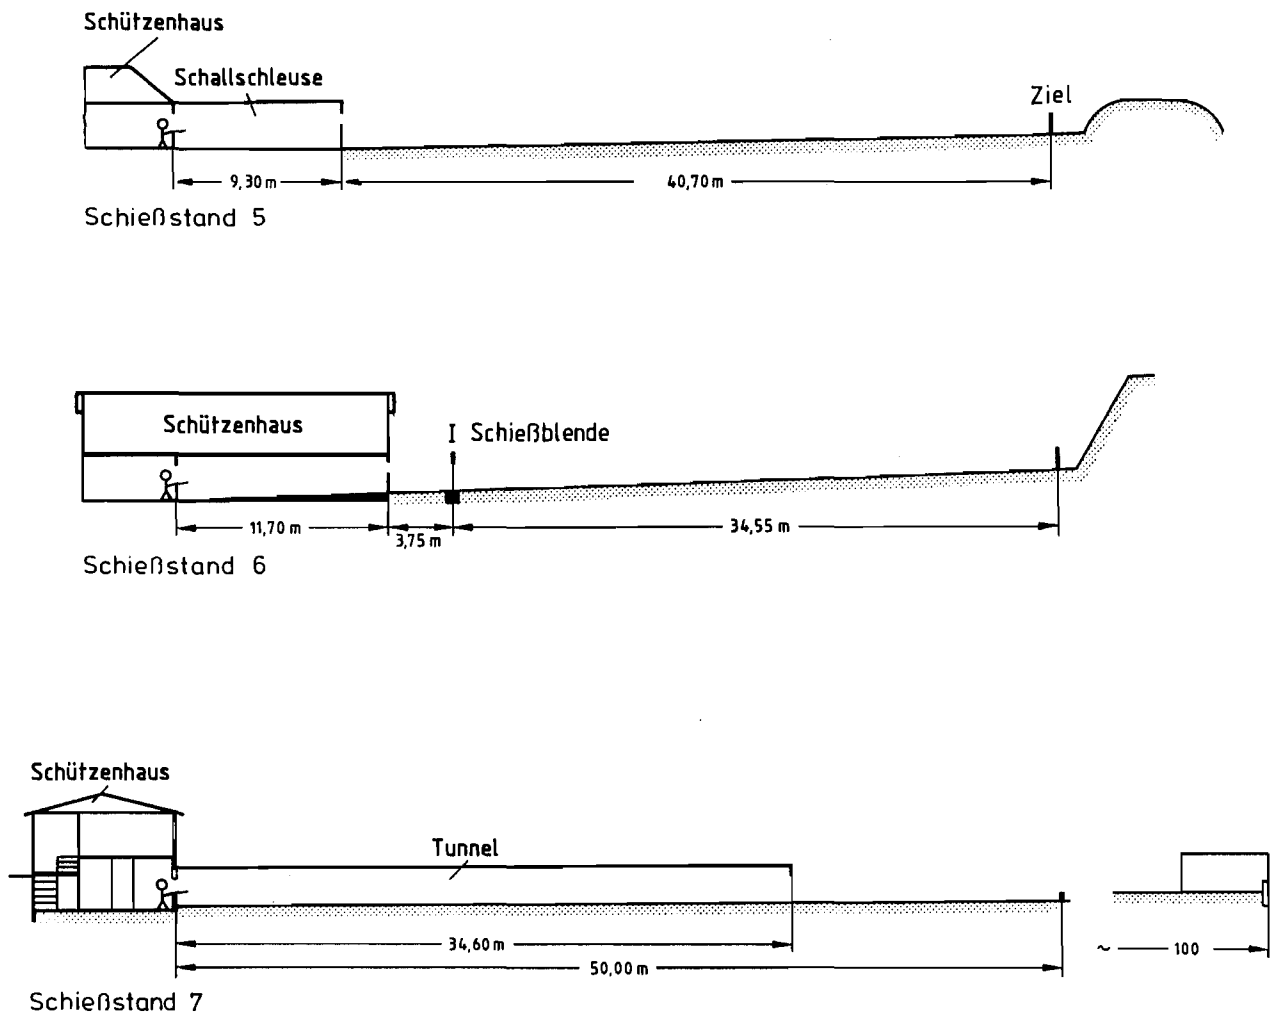 Schützenhaus
Schallschleuse
Ziel
9,30 m
40,70 m
Schießstand 5
Schützenhaus
I Schießblende
11,70 m
3,75 m
34,55 m
Schießstand 6
Schützenhaus
Tunnel
34,60 m
~ 100
50,00 m
Schießstand 7